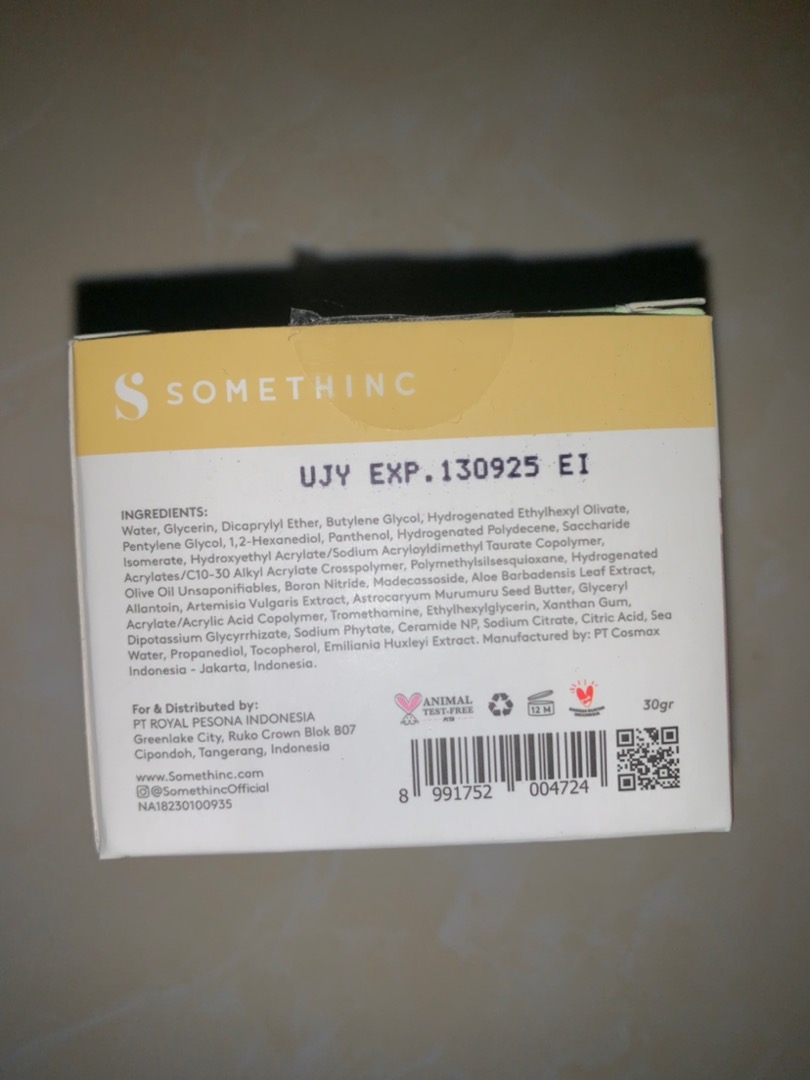 SOMETHINC
UJY EXP.130925 EI
INGREDIENTS:
Water, Glycerin, Dicaprylyl Ether, Butylene Glycol, Hydrogenated Ethylhexyl Olivate,
Pentylene Glycol, 1,2-Hexanediol, Panthenol, Hydrogenated Polydecene, Saccharide
Isomerate, Hydroxyethyl Acrylate/Sodium Acryloyldimethyl Taurate Copolymer,
Acrylates/C10-30 Alkyl Acrylate Crosspolymer, Polymethylsilsesquioxane, Hydrogenated
Olive Oil Unsaponifiables, Boron Nitride, Madecassoside, Aloe Barbadensis Leaf Extract,
Allantoin, Artemisia Vulgaris Extract, Astrocaryum Murumuru Seed Butter, Glyceryl
Acrylate/Acrylic Acid Copolymer, Tromethamine, Ethylhexylglycerin, Xanthan Gum,
Dipotassium Glycyrrhizate, Sodium Phytate, Ceramide NP, Sodium Citrate, Citric Acid, Sea
Water, Propanediol, Tocopherol, Emiliania Huxleyi Extract. Manufactured by: PT Cosmax
Indonesia - Jakarta, Indonesia.
For & Distributed by:
PT ROYAL PESONA INDONESIA
Greenlake City, Ruko Crown Blok B07
Cipondoh, Tangerang, Indonesia
www.Somethinc.com
@SomethincOfficial
NA18230100935
ANIMAL
TEST-FREE
12 M
30gr
8 991752 004724